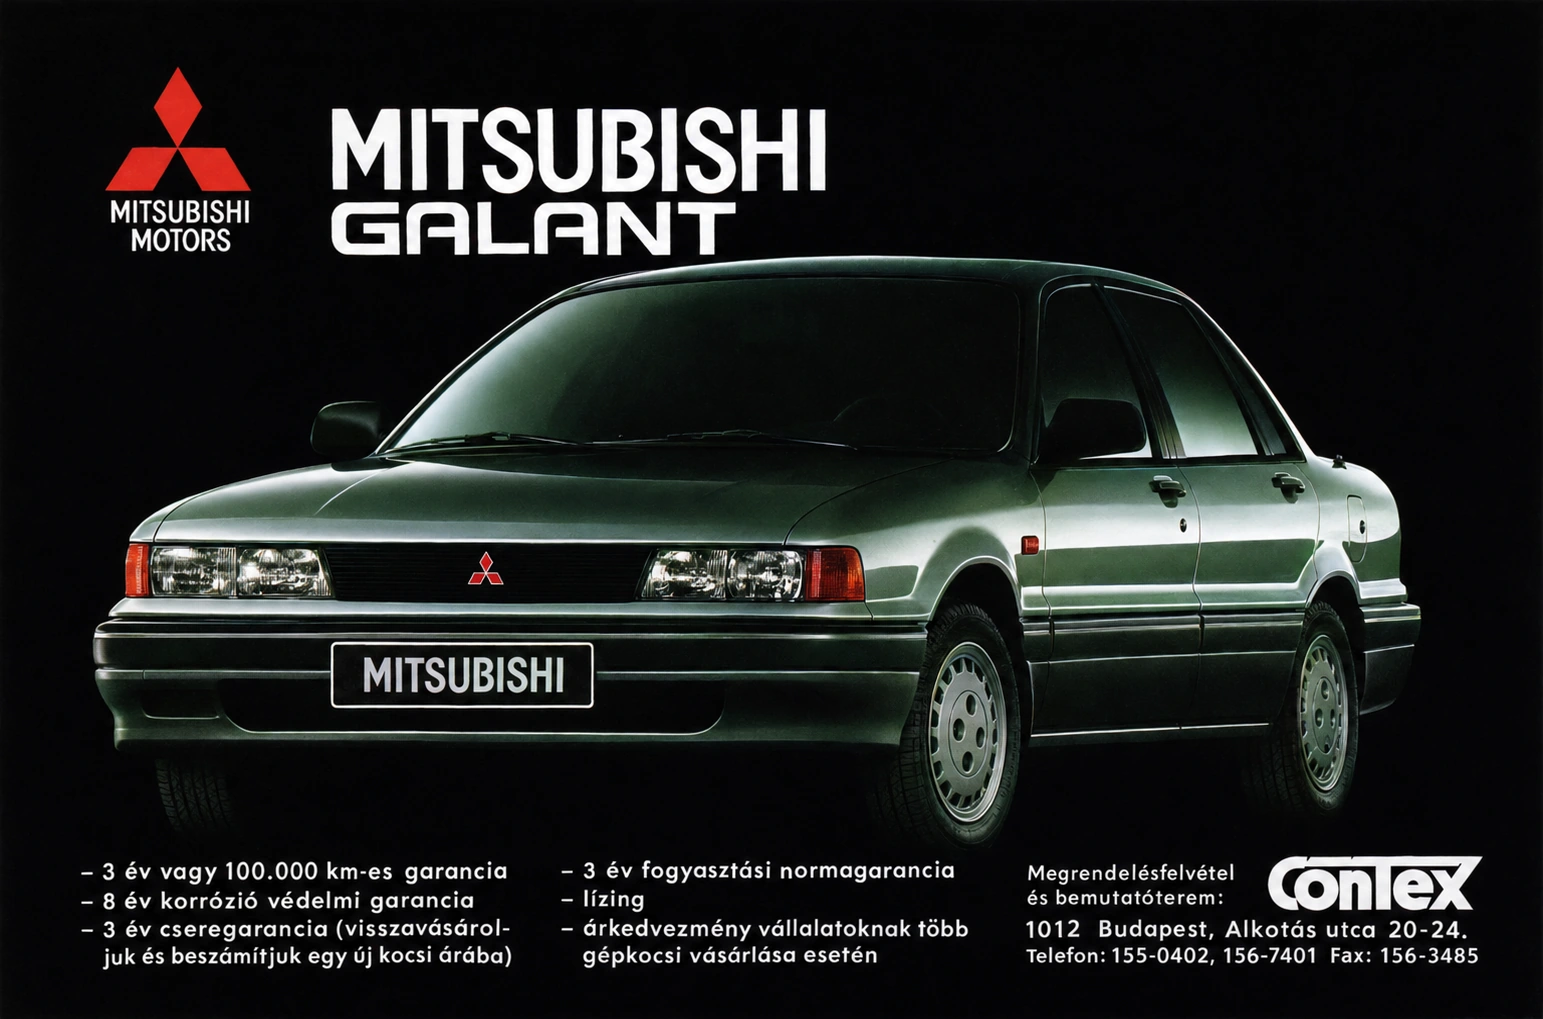 MITSUBISHI
MOTORS
MITSUBISHI
GALANT
MITSUBISHI
– 3 év vagy 100.000 km-es garancia
– 8 év korrózió védelmi garancia
– 3 év cseregarancia (visszavásárol-
juk és beszámítjuk egy új kocsi árába)
– 3 év fogyasztási normagarancia
– lízing
– árkedvezmény vállalatoknak több
gépkocsi vásárlása esetén
Megrendelésfelvétel
és bemutatóterem:
Contex
1012 Budapest, Alkotás utca 20-24.
Telefon: 155-0402, 156-7401 Fax: 156-3485